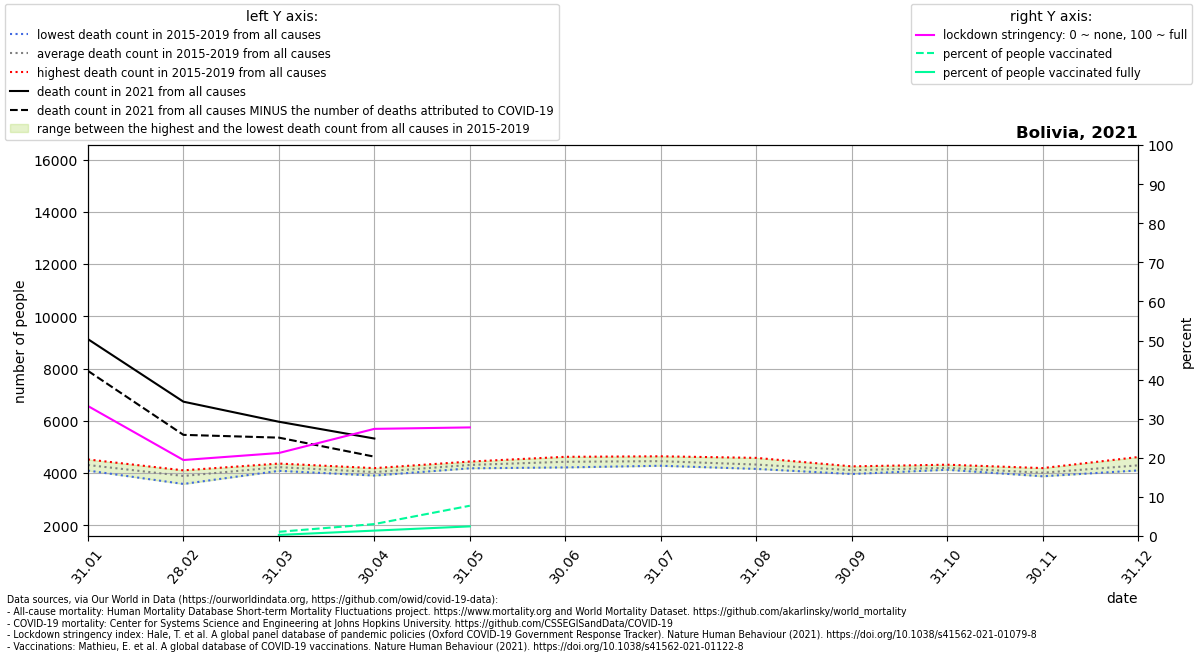 left Y axis:
lowest death count in 2015-2019 from all causes
average death count in 2015-2019 from all causes
highest death count in 2015-2019 from all causes
death count in 2021 from all causes
death count in 2021 from all causes MINUS the number of deaths attributed to COVID-19
range between the highest and the lowest death count from all causes in 2015-2019
right Y axis:
lockdown stringency: 0 ~ none, 100 ~ full
percent of people vaccinated
percent of people vaccinated fully
Bolivia, 2021
number of people
16000
14000
12000
10000
8000
6000
4000
2000
percent
100
90
80
70
60
50
40
30
20
10
0
31.01
28.02
31.03
30.04
31.05
30.06
31.07
31.08
30.09
31.10
30.11
31.12
date
Data sources, via Our World in Data (https://ourworldindata.org, https://github.com/owid/covid-19-data):
- All-cause mortality: Human Mortality Database Short-term Mortality Fluctuations project. https://www.mortality.org and World Mortality Dataset. https://github.com/akarlinsky/world_mortality
- COVID-19 mortality: Center for Systems Science and Engineering at Johns Hopkins University. https://github.com/CSSEGISandData/COVID-19
- Lockdown stringency index: Hale, T. et al. A global panel database of pandemic policies (Oxford COVID-19 Government Response Tracker). Nature Human Behaviour (2021). https://doi.org/10.1038/s41562-021-01079-8
- Vaccinations: Mathieu, E. et al. A global database of COVID-19 vaccinations. Nature Human Behaviour (2021). https://doi.org/10.1038/s41562-021-01122-8